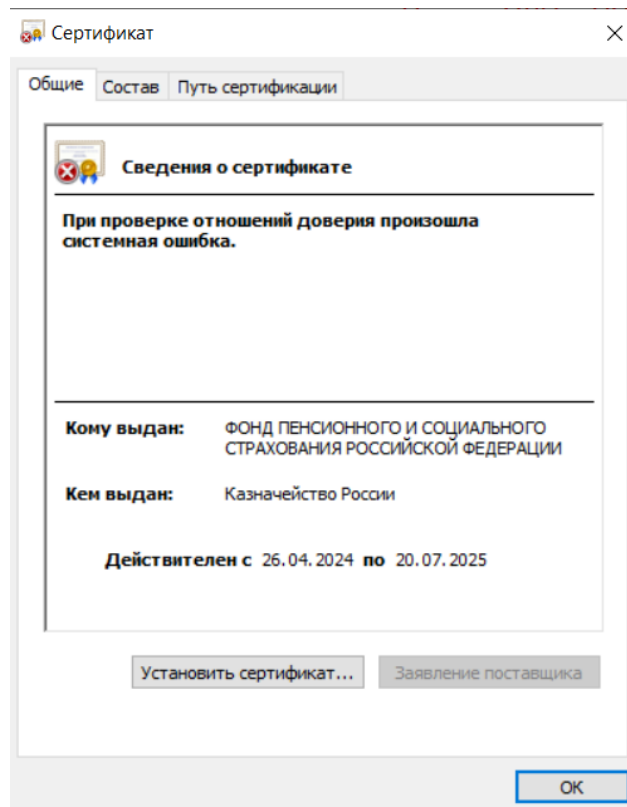 Сертификат
Общие Состав Путь сертификации
Сведения о сертификате
При проверке отношений доверия произошла
системная ошибка.
Кому выдан: ФОНД ПЕНСИОННОГО И СОЦИАЛЬНОГО
СТРАХОВАНИЯ РОССИЙСКОЙ ФЕДЕРАЦИИ
Кем выдан: Казначейство России
Действителен с 26.04.2024 по 20.07.2025
Установить сертификат... Заявление поставщика
ОК